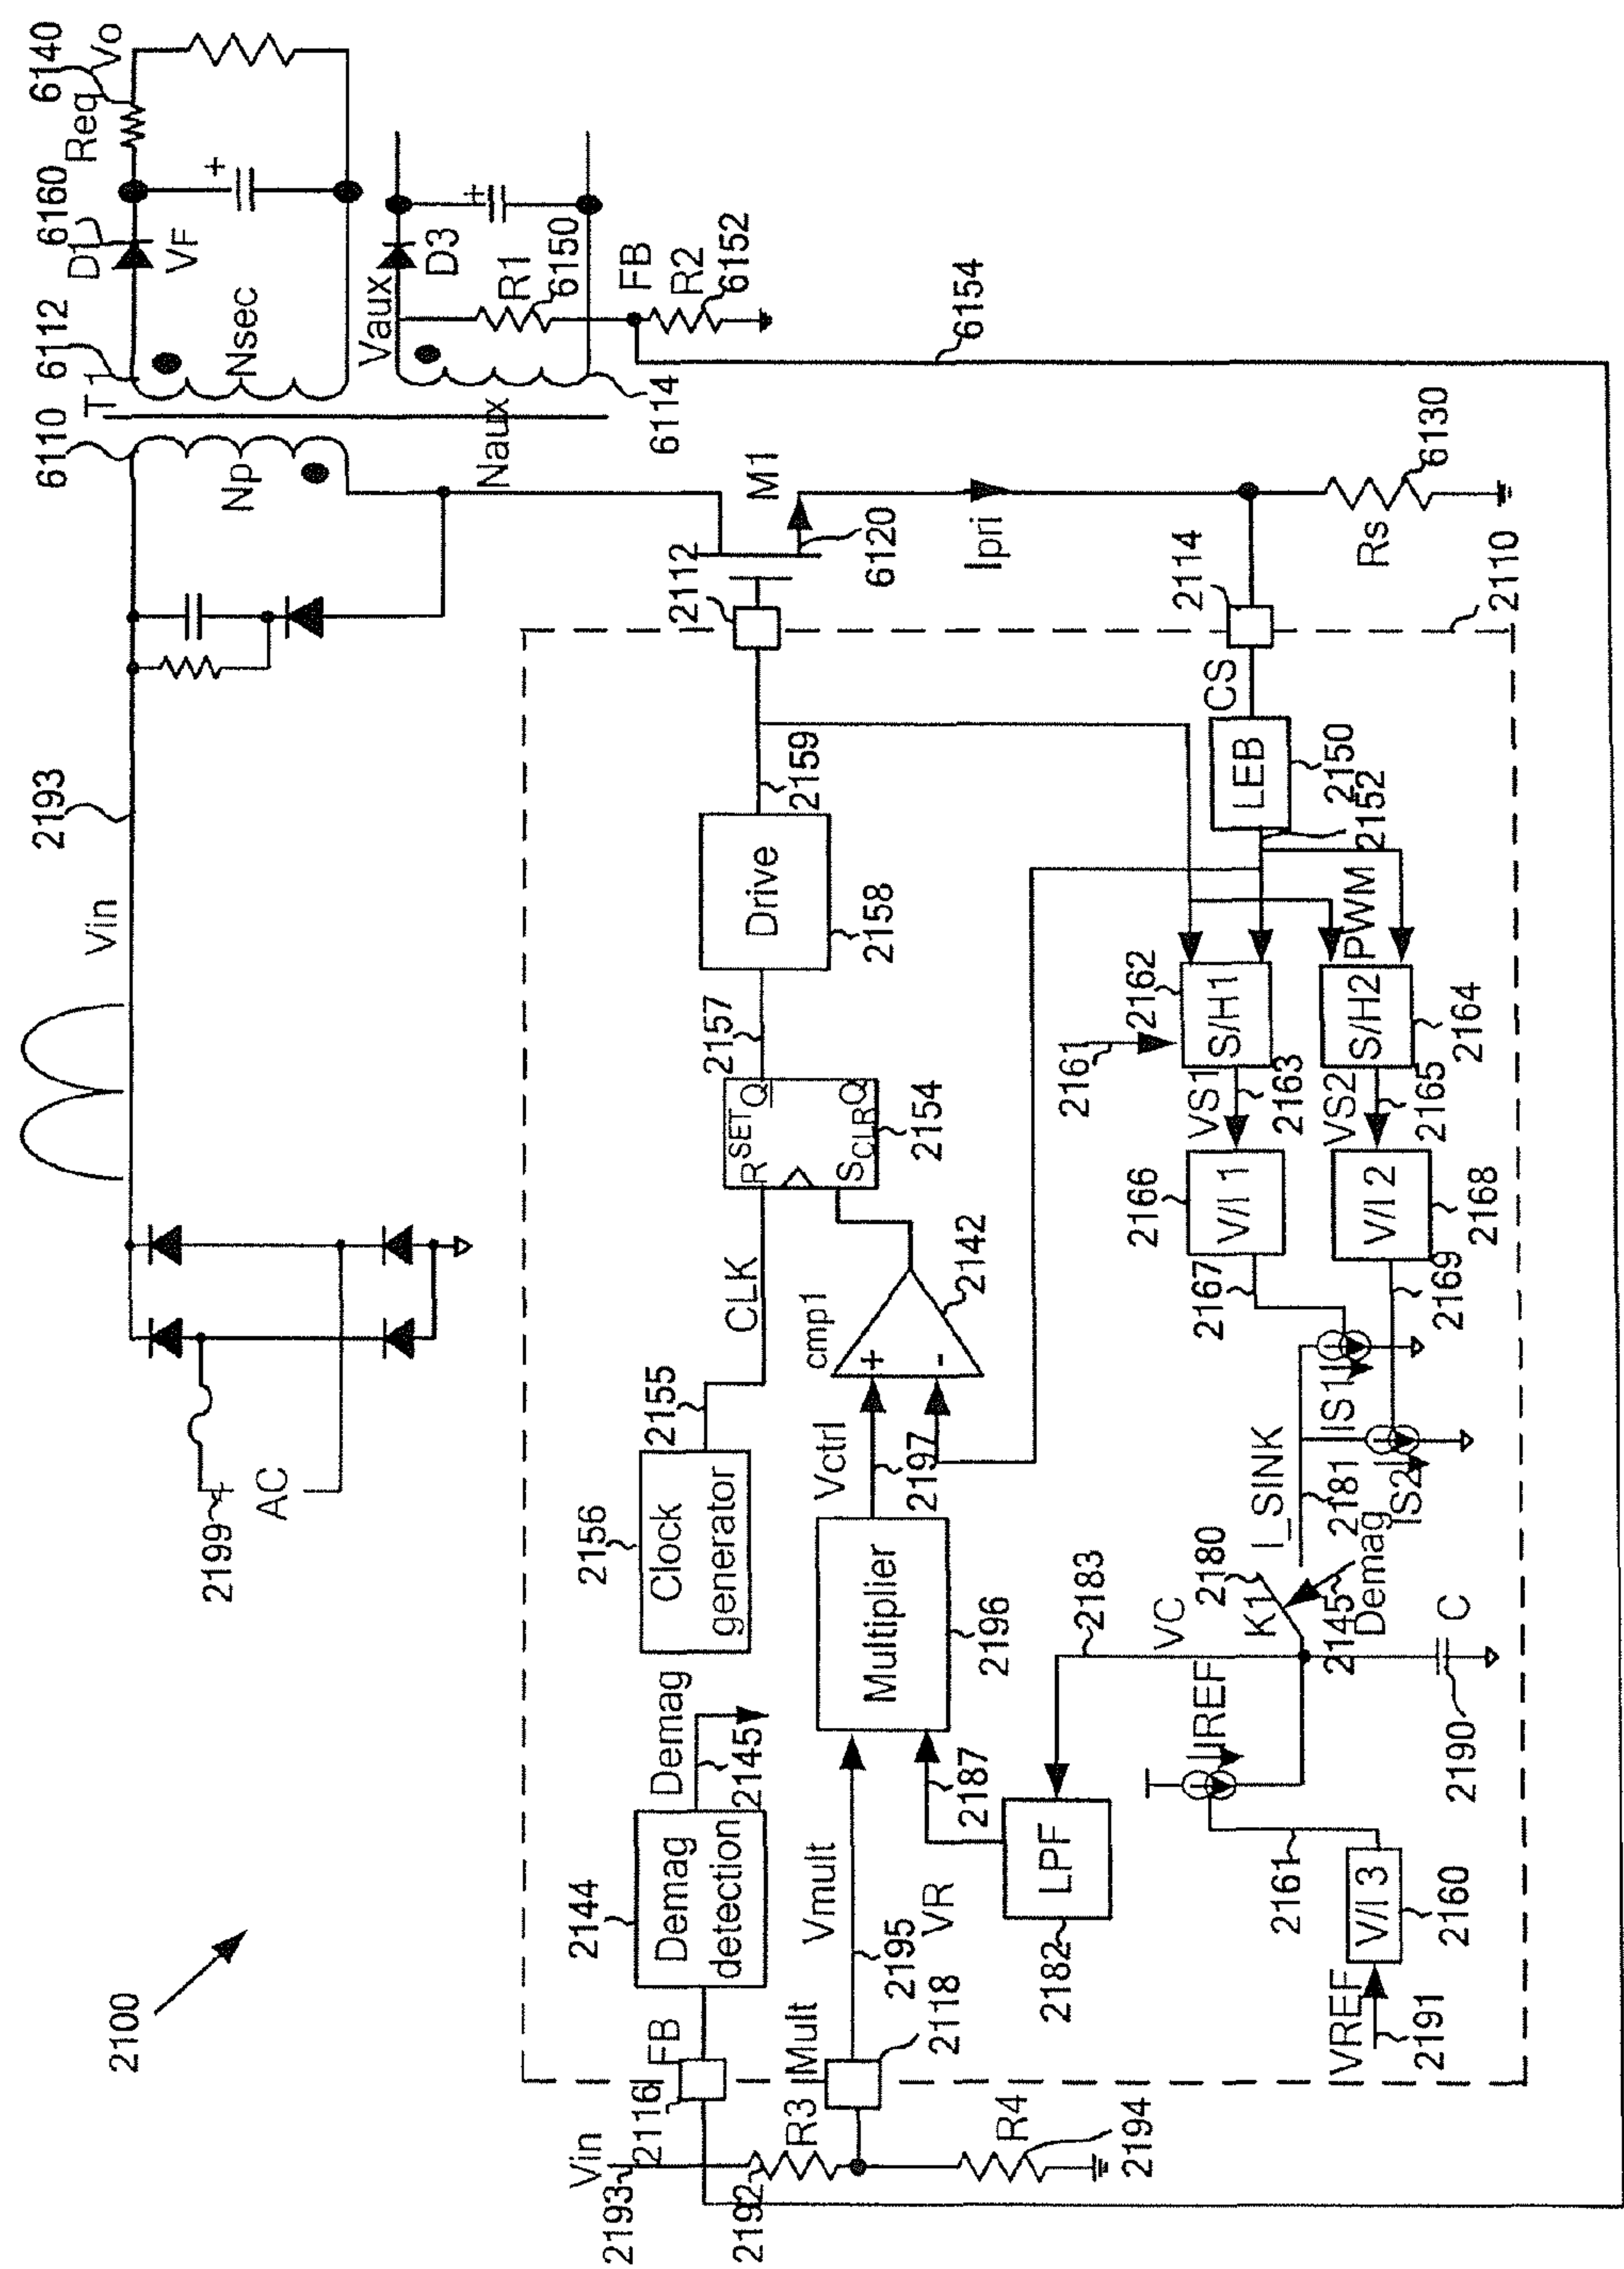 2100
2199
AC
Vin
2193
6110
T1
6112
Np
Nsec
D1
6160
VF
Req
6140
Vo
Naux
6114
Vaux
D3
R1
6150
FB
R2
6152
6154
M1
6120
Ipri
6130
Rs
2110
2112
2114
CS
LEB
2150
2152
2159
Drive
2158
2157
R
SET
Q
S
CLR
Q
2154
CLK
2155
2156
Clock
generator
cmp1
+
-
2142
Vctrl
2197
Multiplier
2196
Demag
2145
2144
Demag
detection
FB
2116
Vin
2193
2192
R3
R4
2194
Mult
2118
Vmult
2195
VR
2187
LPF
2182
2183
VC
K1
2180
I_SINK
2181
2145
Demag
IS1
IS2
2167
2169
2166
V/I 1
V/I 2
2168
VS1
2163
VS2
2165
2161
2162
S/H1
S/H2
2164
PWM
IREF
2161
V/I 3
2160
VREF
2191
2190
C
+
+